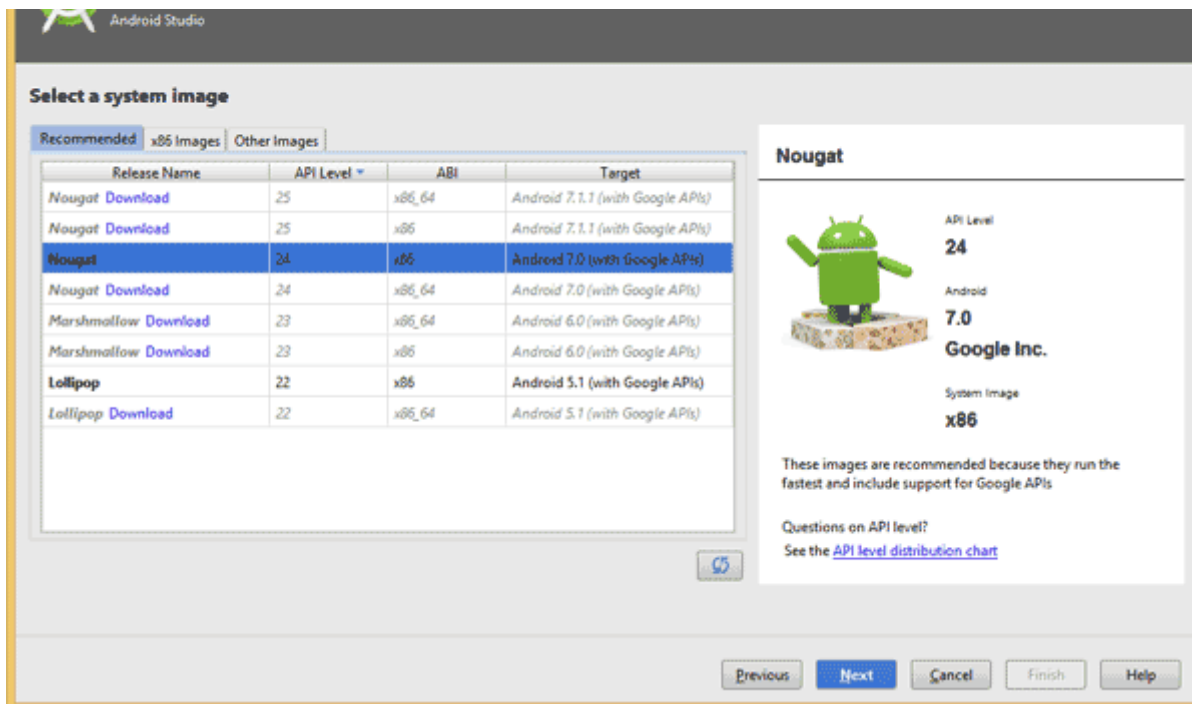 Android Studio
Select a system image
Recommended x86 Images Other Images
Release Name API Level ABI Target
Nougat Download 25 x86_64 Android 7.1.1 (with Google APIs)
Nougat Download 25 x86 Android 7.1.1 (with Google APIs)
Nougat 24 x86 Android 7.0 (with Google APIs)
Nougat Download 24 x86_64 Android 7.0 (with Google APIs)
Marshmallow Download 23 x86_64 Android 6.0 (with Google APIs)
Marshmallow Download 23 x86 Android 6.0 (with Google APIs)
Lollipop 22 x86 Android 5.1 (with Google APIs)
Lollipop Download 22 x86_64 Android 5.1 (with Google APIs)
Nougat
API Level
24
Android
7.0
Google Inc.
System Image
x86
These images are recommended because they run the
fastest and include support for Google APIs
Questions on API level?
See the API level distribution chart
Previous Next Cancel Finish Help